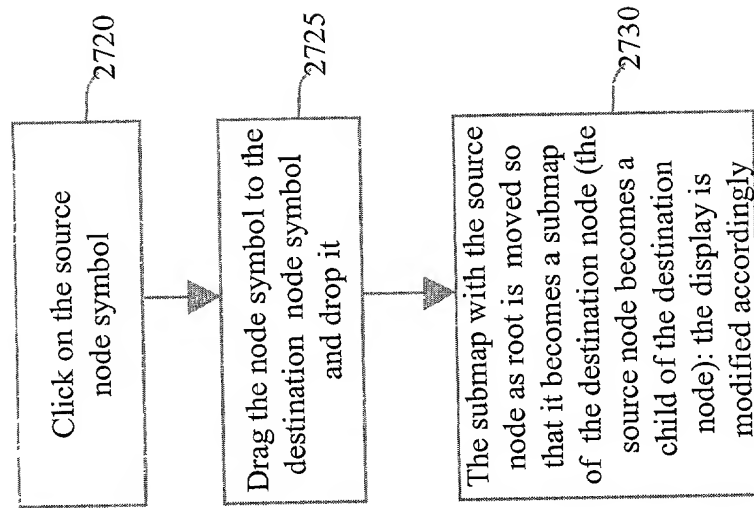 2720
Click on the source
node symbol
2725
Drag the node symbol to the
destination node symbol
and drop it
2730
The submap with the source
node as root is moved so
that it becomes a submap
of the destination node (the
source node becomes a
child of the destination
node): the display is
modified accordingly